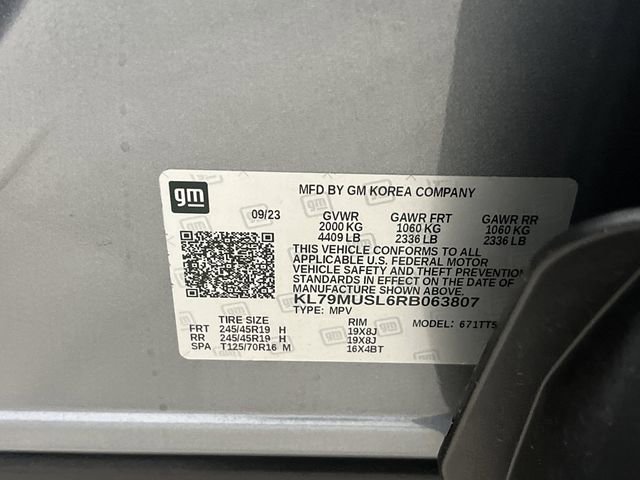 gm
MFD BY GM KOREA COMPANY
09/23
GVWR GAWR FRT GAWR RR
2000 KG 1060 KG 1060 KG
4409 LB 2336 LB 2336 LB
THIS VEHICLE CONFORMS TO ALL
APPLICABLE U.S. FEDERAL MOTOR
VEHICLE SAFETY AND THEFT PREVENTION
STANDARDS IN EFFECT ON THE DATE OF
MANUFACTURE SHOWN ABOVE.
KL79MUSL6RB063807
TYPE: MPV
TIRE SIZE RIM MODEL: 671TT5
FRT 245/45R19 H 19X8J
RR 245/45R19 H 19X8J
SPA T125/70R16 M 16X4BT